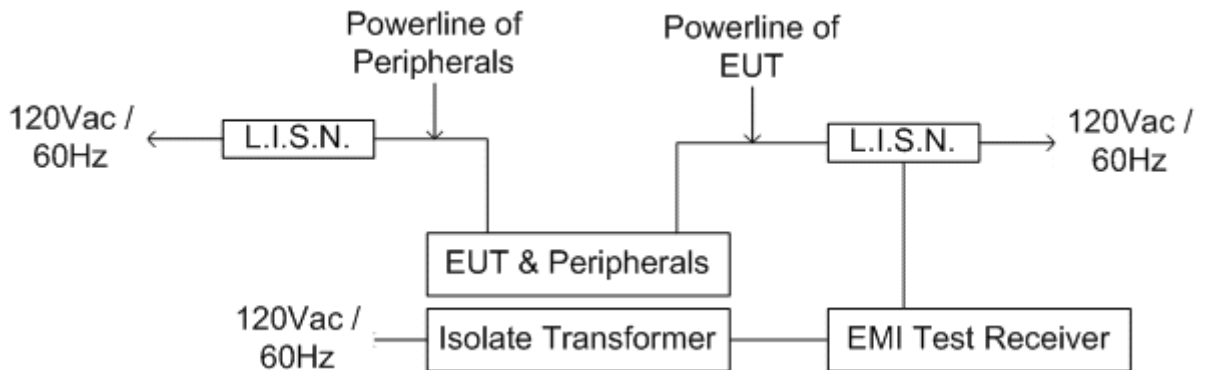 Powerline of
Peripherals
Powerline of
EUT
120Vac /
60Hz
L.I.S.N.
L.I.S.N.
120Vac /
60Hz
EUT & Peripherals
120Vac /
60Hz
Isolate Transformer
EMI Test Receiver